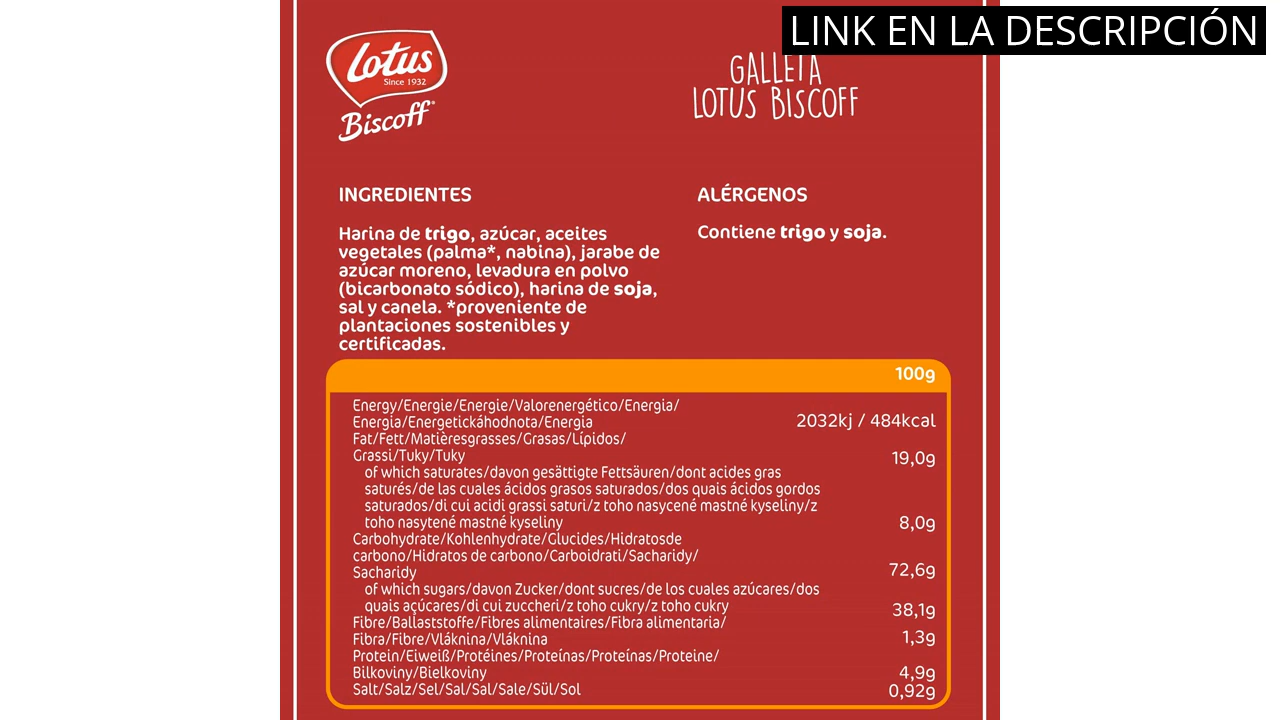 LINK EN LA DESCRIPCIÓN
Lotus
Since 1932
Biscoff®
GALLETA
LOTUS BISCOFF
INGREDIENTES
Harina de trigo, azúcar, aceites
vegetales (palma*, nabina), jarabe de
azúcar moreno, levadura en polvo
(bicarbonato sódico), harina de soja,
sal y canela. *proveniente de
plantaciones sostenibles y
certificadas.
ALÉRGENOS
Contiene trigo y soja.
100g
Energy/Energie/Energie/Valorenergético/Energia/
Energia/Energetickáhodnota/Energia
2032kj / 484kcal
Fat/Fett/Matièresgrasses/Grasas/Lípidos/
Grassi/Tuky/Tuky
19,0g
of which saturates/davon gesättigte Fettsäuren/dont acides gras
saturés/de las cuales ácidos grasos saturados/dos quais ácidos gordos
saturados/di cui acidi grassi saturi/z toho nasycené mastné kyseliny/z
toho nasytené mastné kyseliny
8,0g
Carbohydrate/Kohlenhydrate/Glucides/Hidratosde
carbono/Hidratos de carbono/Carboidrati/Sacharidy/
Sacharidy
72,6g
of which sugars/davon Zucker/dont sucres/de los cuales azúcares/dos
quais açúcares/di cui zuccheri/z toho cukry/z toho cukry
38,1g
Fibre/Ballaststoffe/Fibres alimentaires/Fibra alimentaria/
Fibra/Fibre/Vláknina/Vláknina
1,3g
Protein/Eiweiß/Protéines/Proteínas/Proteínas/Proteine/
Bilkoviny/Bielkoviny
4,9g
Salt/Salz/Sel/Sal/Sal/Sale/Sül/Sol
0,92g